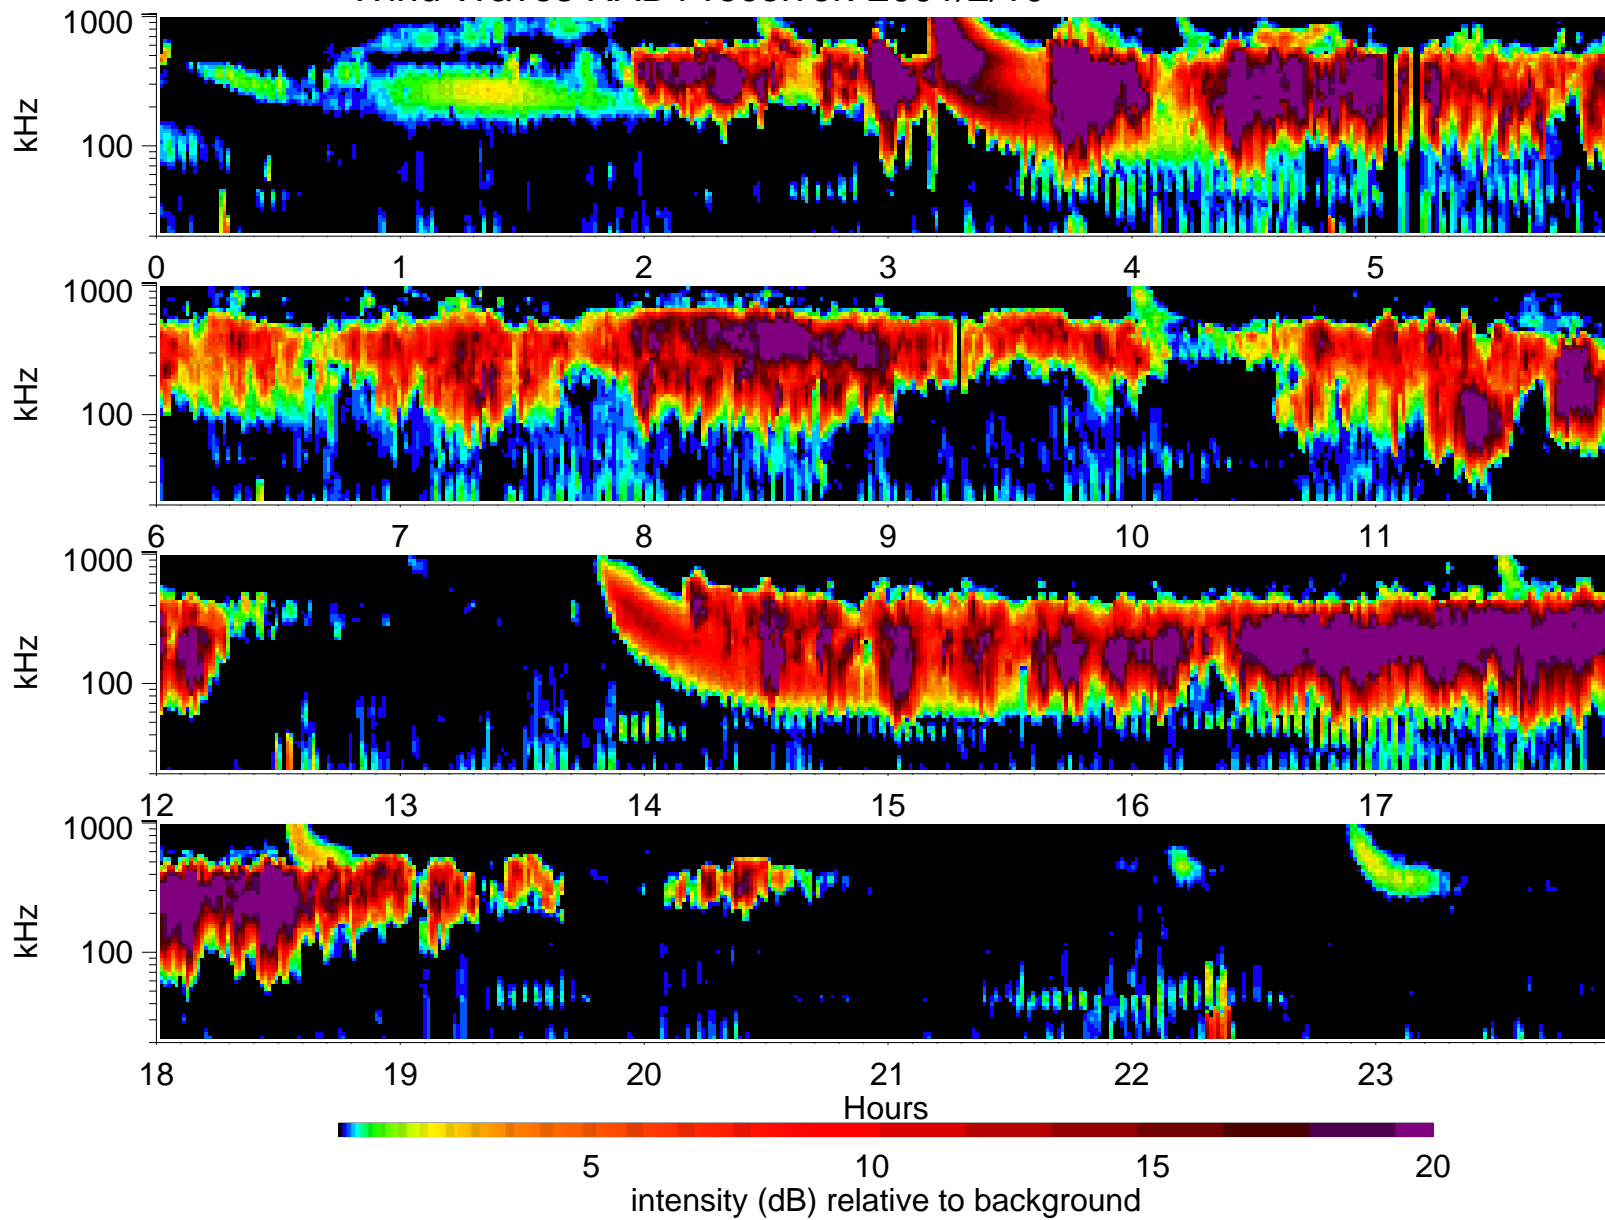 kHz 1000 100
0 1 2 3 4 5
kHz 1000 100
6 7 8 9 10 11
kHz 1000 100
12 13 14 15 16 17
kHz 1000 100
18 19 20 21 22 23
Hours
5 10 15 20
intensity (dB) relative to background